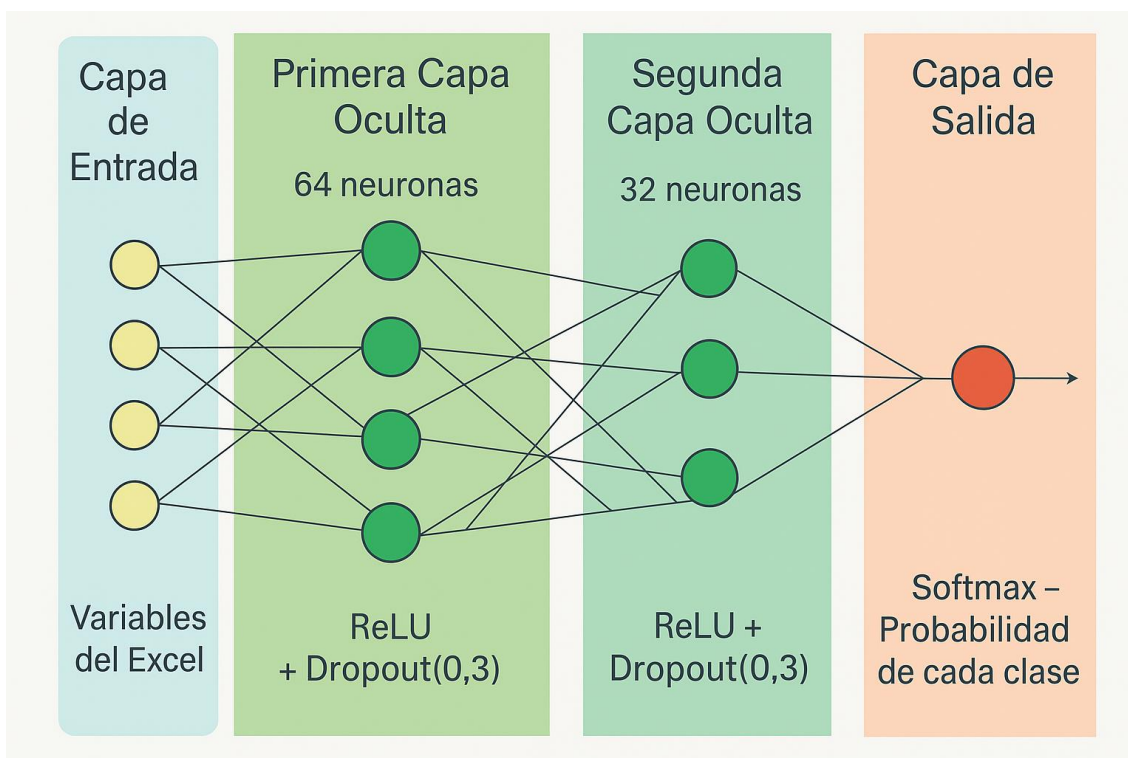 Capa
de
Entrada
Variables
del Excel
Primera Capa
Oculta
64 neuronas
ReLU
+ Dropout(0,3)
Segunda
Capa Oculta
32 neuronas
ReLU +
Dropout(0,3)
Capa de
Salida
Softmax –
Probabilidad
de cada clase